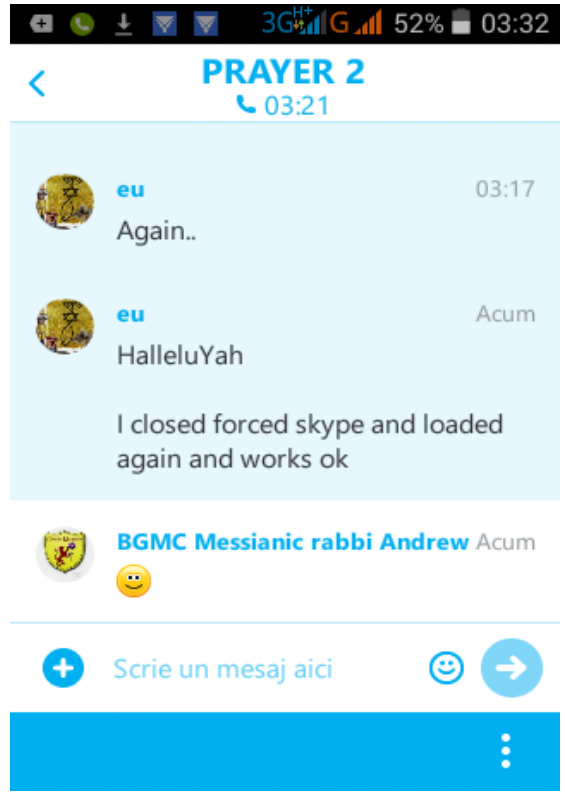 3G H+ G 52% 03:32
PRAYER 2
03:21
eu 03:17
Again..
eu Acum
HalleluYah
I closed forced skype and loaded
again and works ok
BGMC Messianic rabbi Andrew Acum
Scrie un mesaj aici